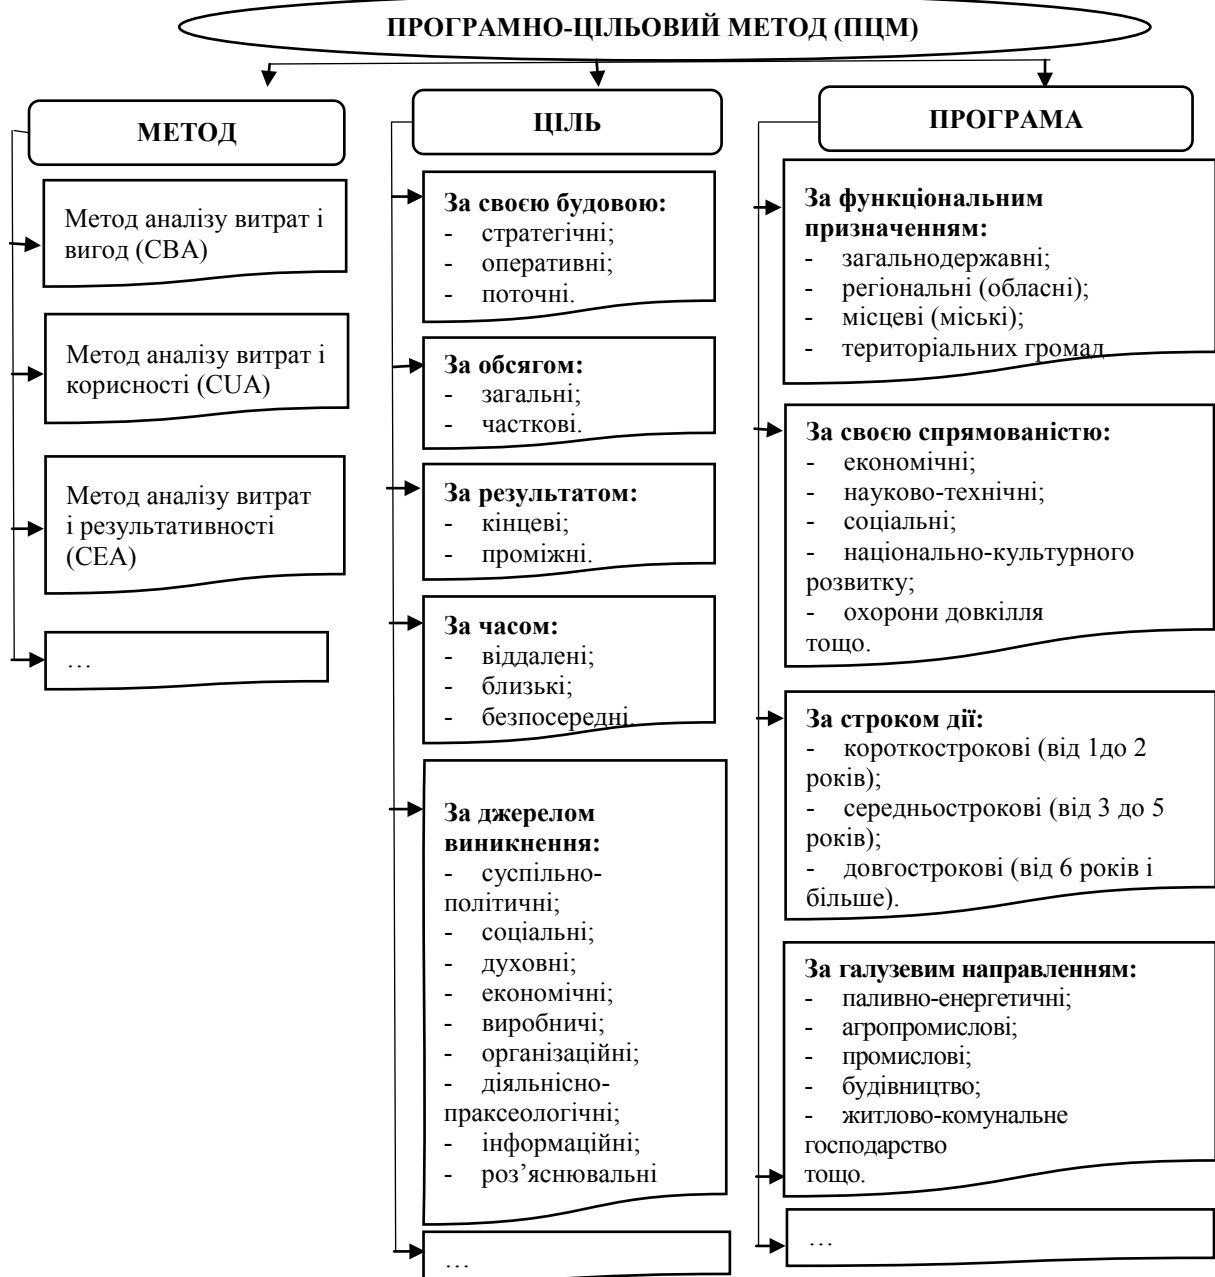 ПРОГРАМНО-ЦІЛЬОВИЙ МЕТОД (ПЦМ)
МЕТОД
Метод аналізу витрат і
вигод (CBA)
Метод аналізу витрат і
корисності (CUA)
Метод аналізу витрат
і результативності
(CEA)
…
ЦІЛЬ
За своєю будовою:
- стратегічні;
- оперативні;
- поточні.
За обсягом:
- загальні;
- часткові.
За результатом:
- кінцеві;
- проміжні.
За часом:
- віддалені;
- близькі;
- безпосередні.
За джерелом
виникнення:
- суспільно-
політичні;
- соціальні;
- духовні;
- економічні;
- виробничі;
- організаційні;
- діяльнісно-
праксеологічні;
- інформаційні;
- роз’яснювальні
…
ПРОГРАМА
За функціональним
призначенням:
- загальнодержавні;
- регіональні (обласні);
- місцеві (міські);
- територіальних громад
За своєю спрямованістю:
- економічні;
- науково-технічні;
- соціальні;
- національно-культурного
розвитку;
- охорони довкілля
тощо.
За строком дії:
- короткострокові (від 1до 2
років);
- середньострокові (від 3 до 5
років);
- довгострокові (від 6 років і
більше).
За галузевим направленням:
- паливно-енергетичні;
- агропромислові;
- промислові;
- будівництво;
- житлово-комунальне
господарство
тощо.
…